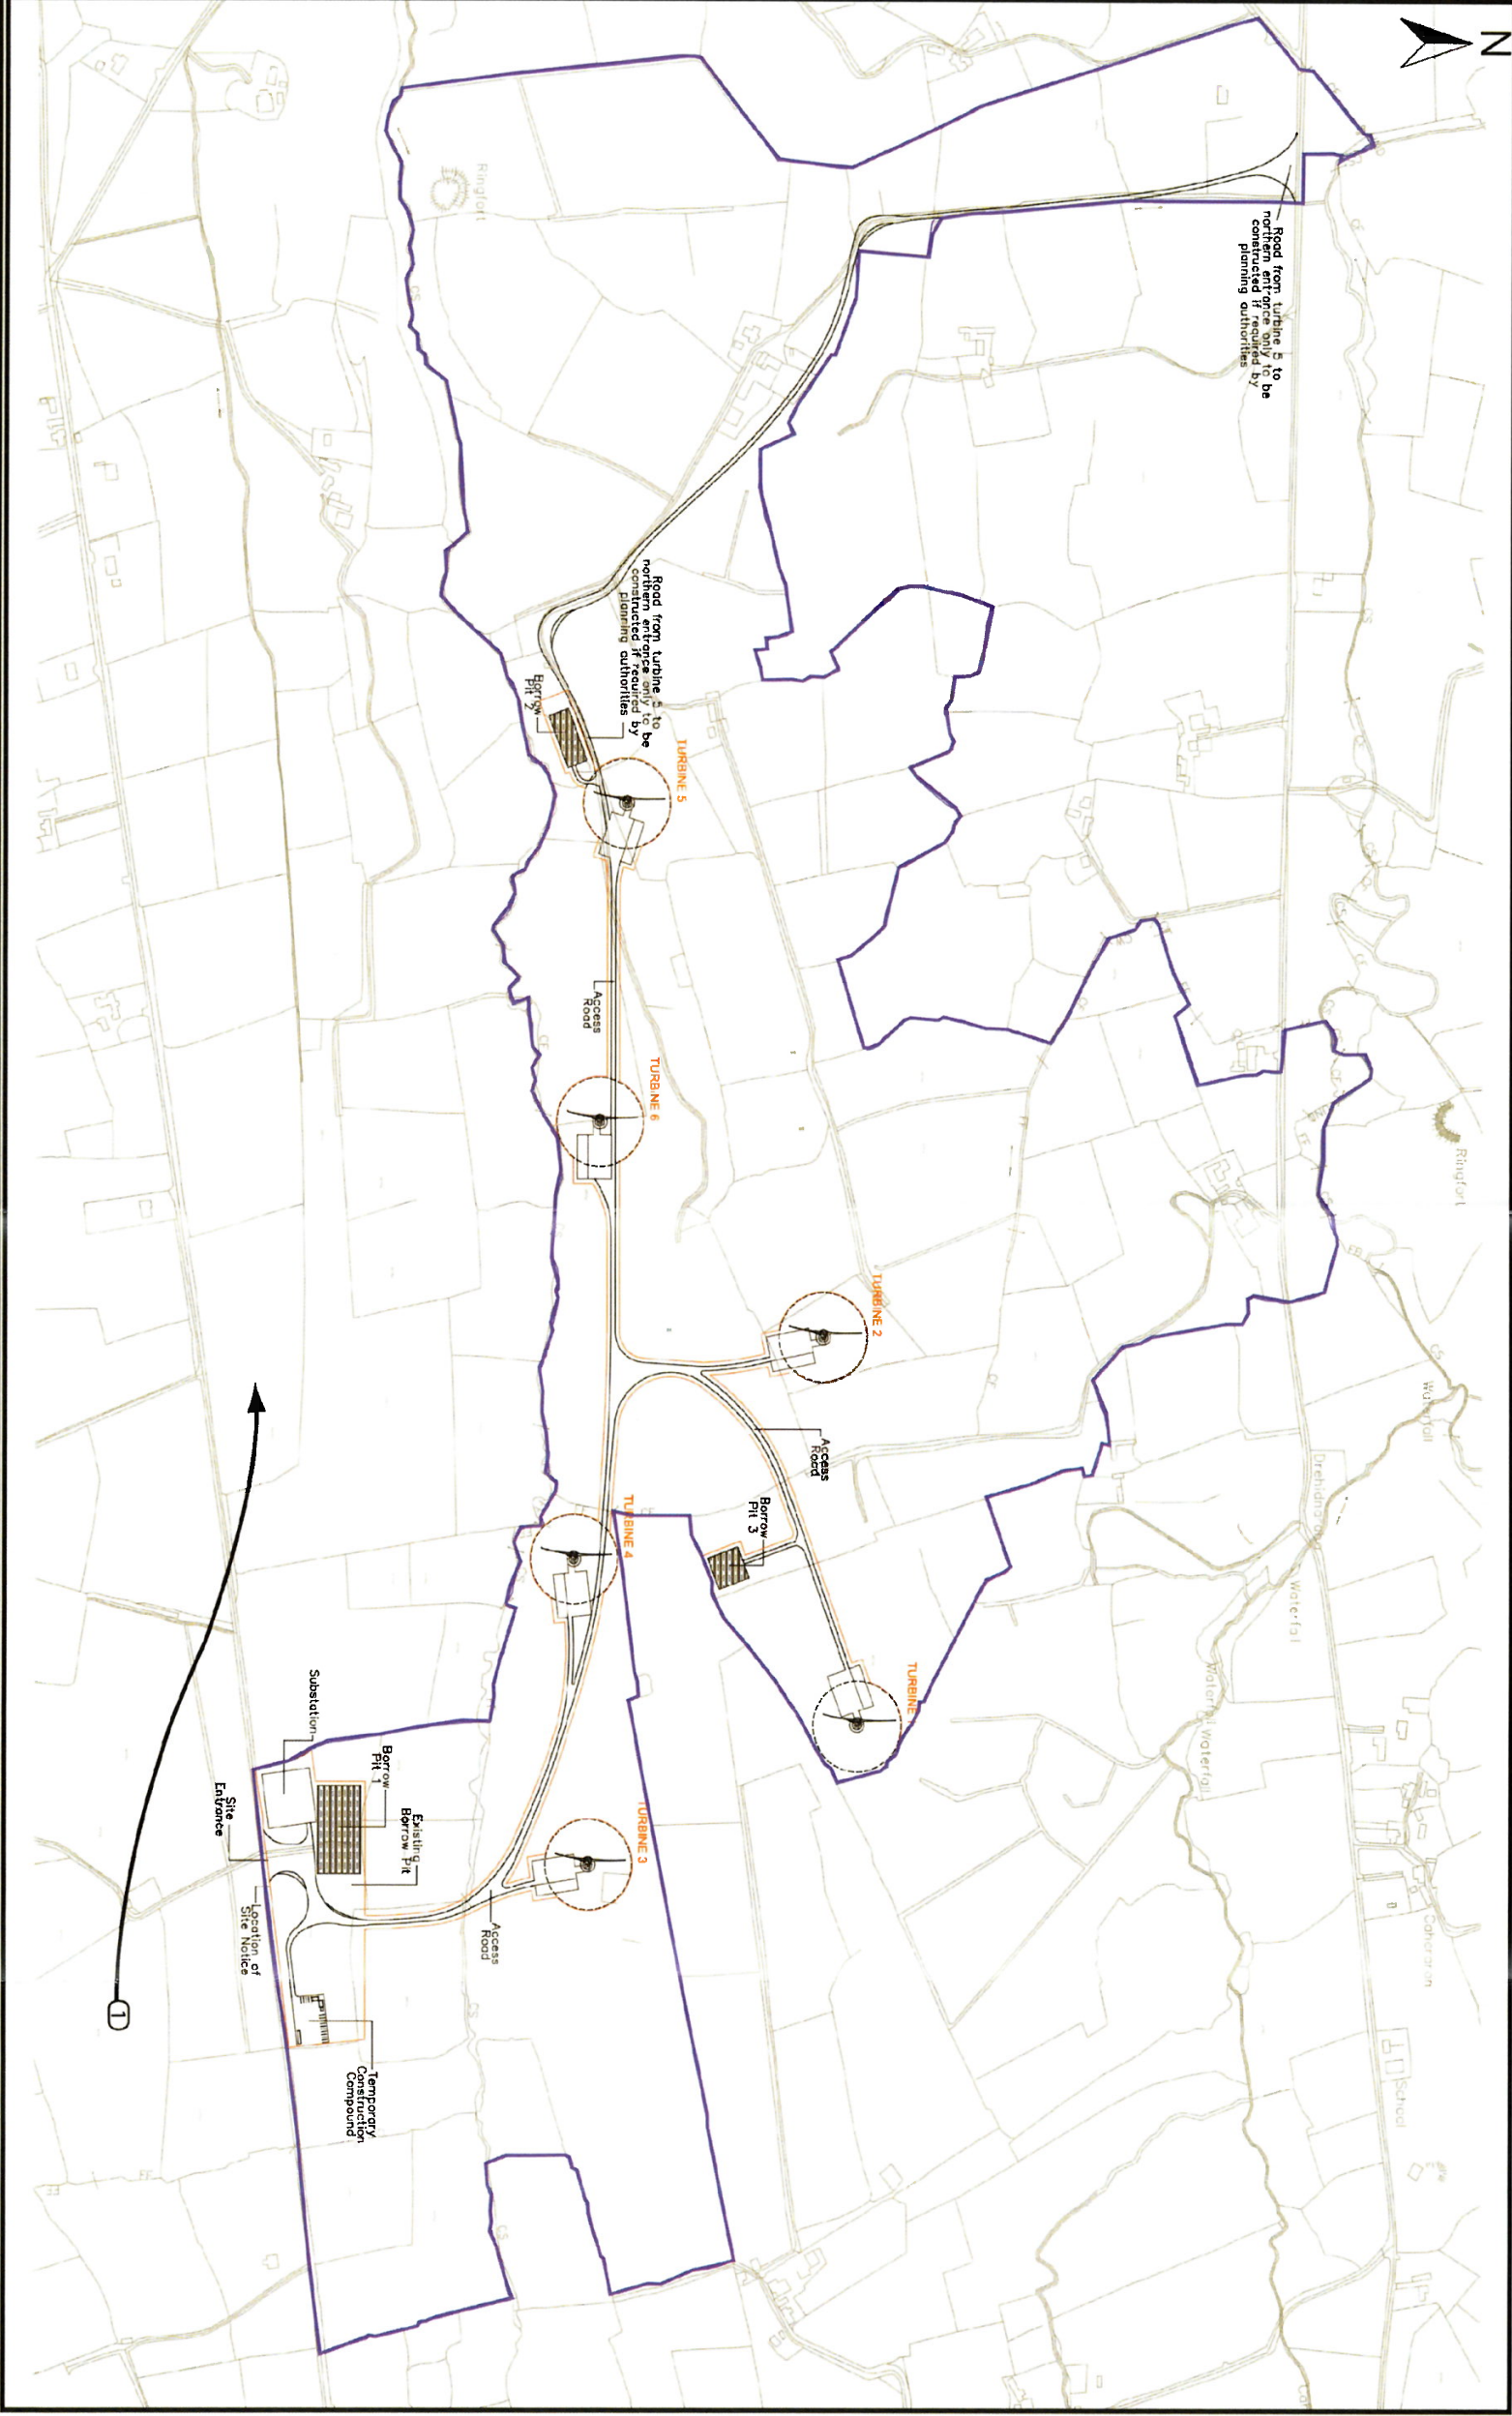 N
Road from turbine 5 to
northern entrance only to be
constructed if required by
planning authorities
Ringfort
Ringfort
Waterfall
Waterfall
Waterfall
Waterfall
School
Road from turbine 5 to
northern entrance only to be
constructed if required by
planning authorities
Borrow
Pit 2
TURBINE 5
Access
Road
TURBINE 6
TURBINE 2
Access
Road
Borrow
Pit 3
TURBINE
TURBINE 4
TURBINE 3
Access
Road
Substation
Borrow
Pit 1
Existing
Borrow Pit
Site
Entrance
Location of
Site Notice
Temporary
Construction
Compound
1